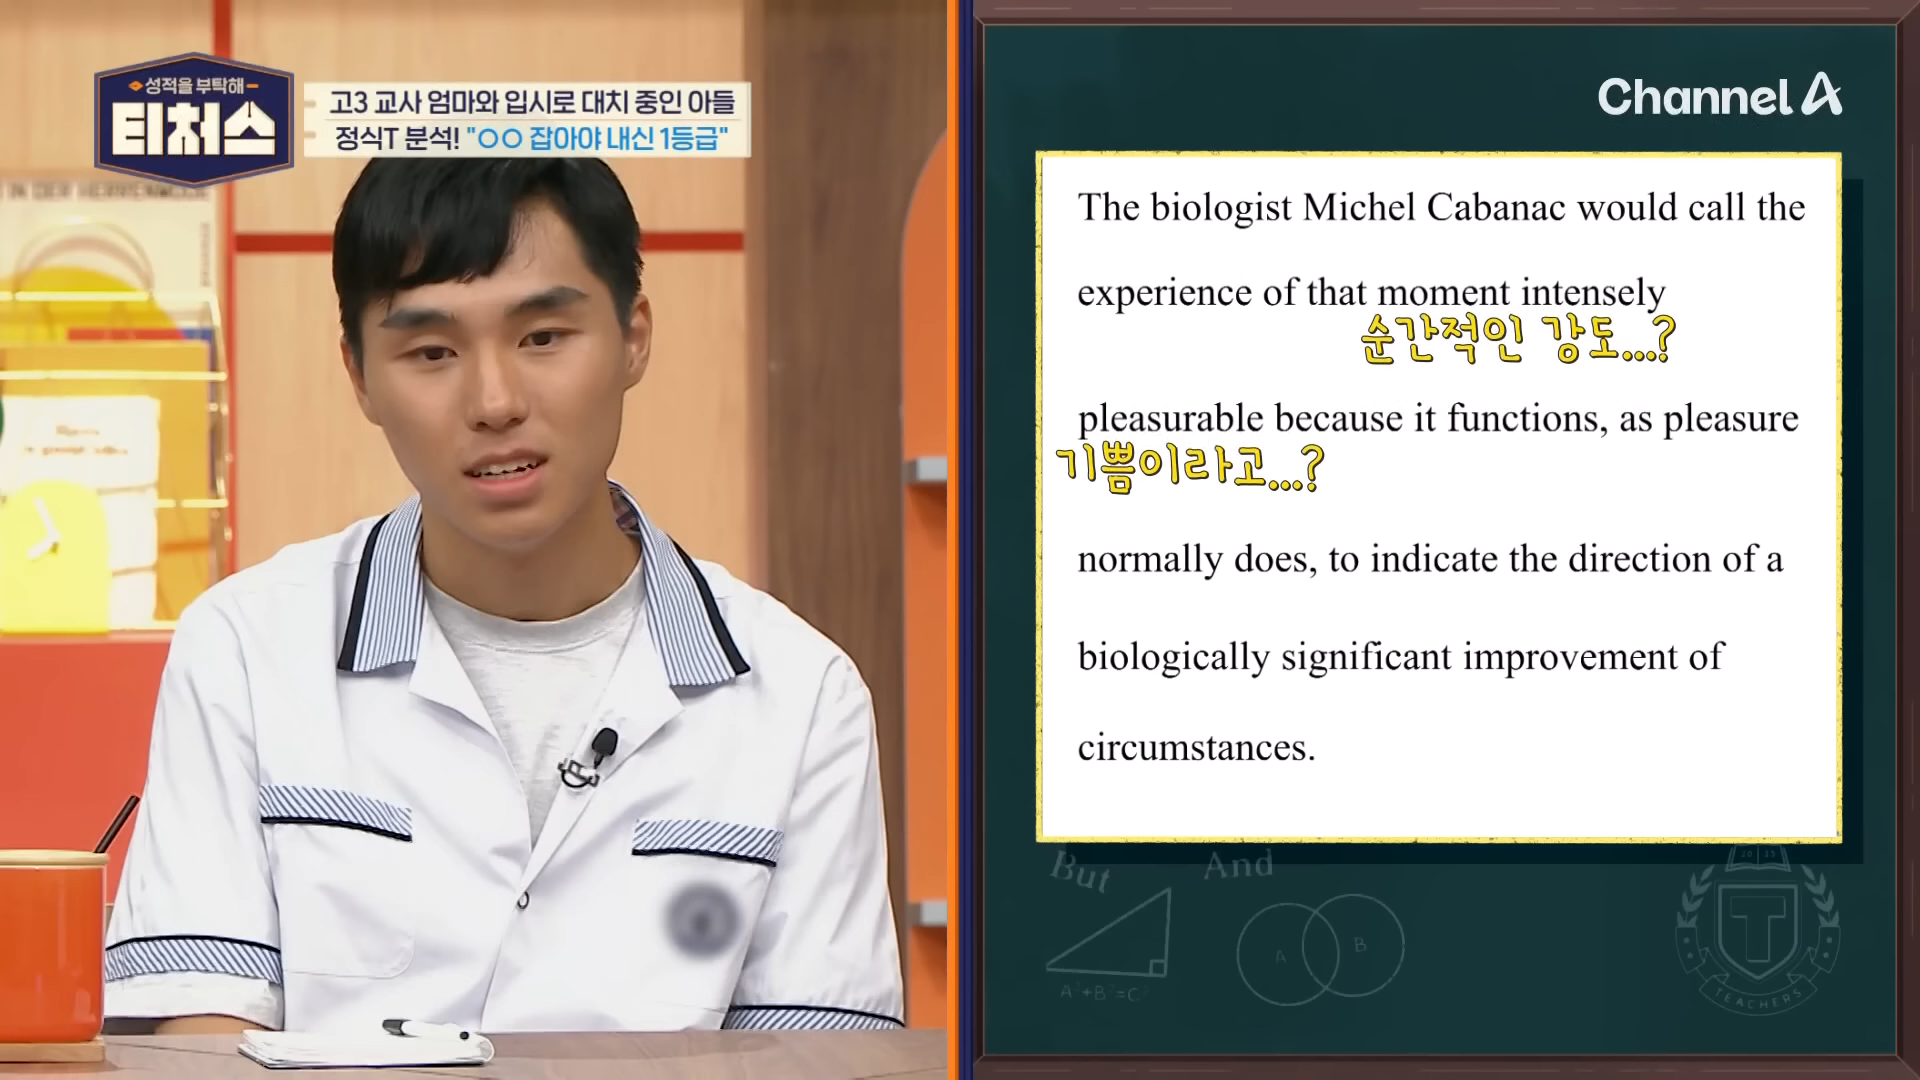 성적을 부탁해
티처스
고3 교사 엄마와 입시로 대치 중인 아들
정식T 분석! "○○ 잡아야 내신 1등급"
Channel A
The biologist Michel Cabanac would call the
experience of that moment intensely
순간적인 강도...?
pleasurable because it functions, as pleasure
기쁨이라고...?
normally does, to indicate the direction of a
biologically significant improvement of
circumstances.
But And
A B
A²+B²=C²
T
TEACHERS